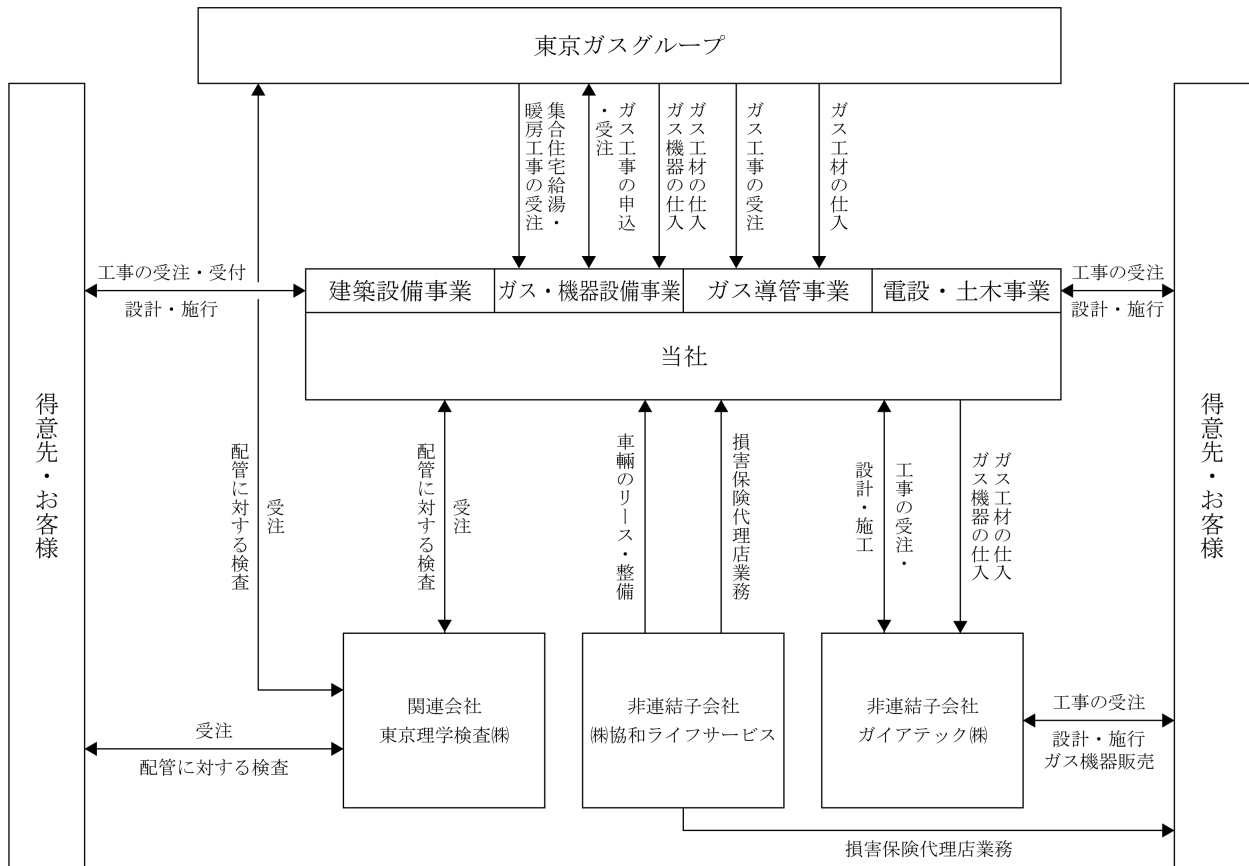 東京ガスグループ
集合住宅給湯・
暖房工事の受注
ガス工事の申込
・受注
ガス工材の仕入
ガス機器の仕入
ガス工事の受注
ガス工材の仕入
工事の受注・受付
設計・施行
建築設備事業
ガス・機器設備事業
ガス導管事業
電設・土木事業
工事の受注
設計・施行
当社
得意先・お客様
得意先・お客様
受注
配管に対する検査
受注
配管に対する検査
車輛のリース・整備
損害保険代理店業務
工事の受注・
設計・施工
ガス工材の仕入
ガス機器の仕入
関連会社
東京理学検査㈱
非連結子会社
㈱協和ライフサービス
非連結子会社
ガイアテック㈱
受注
配管に対する検査
工事の受注
設計・施行
ガス機器販売
損害保険代理店業務